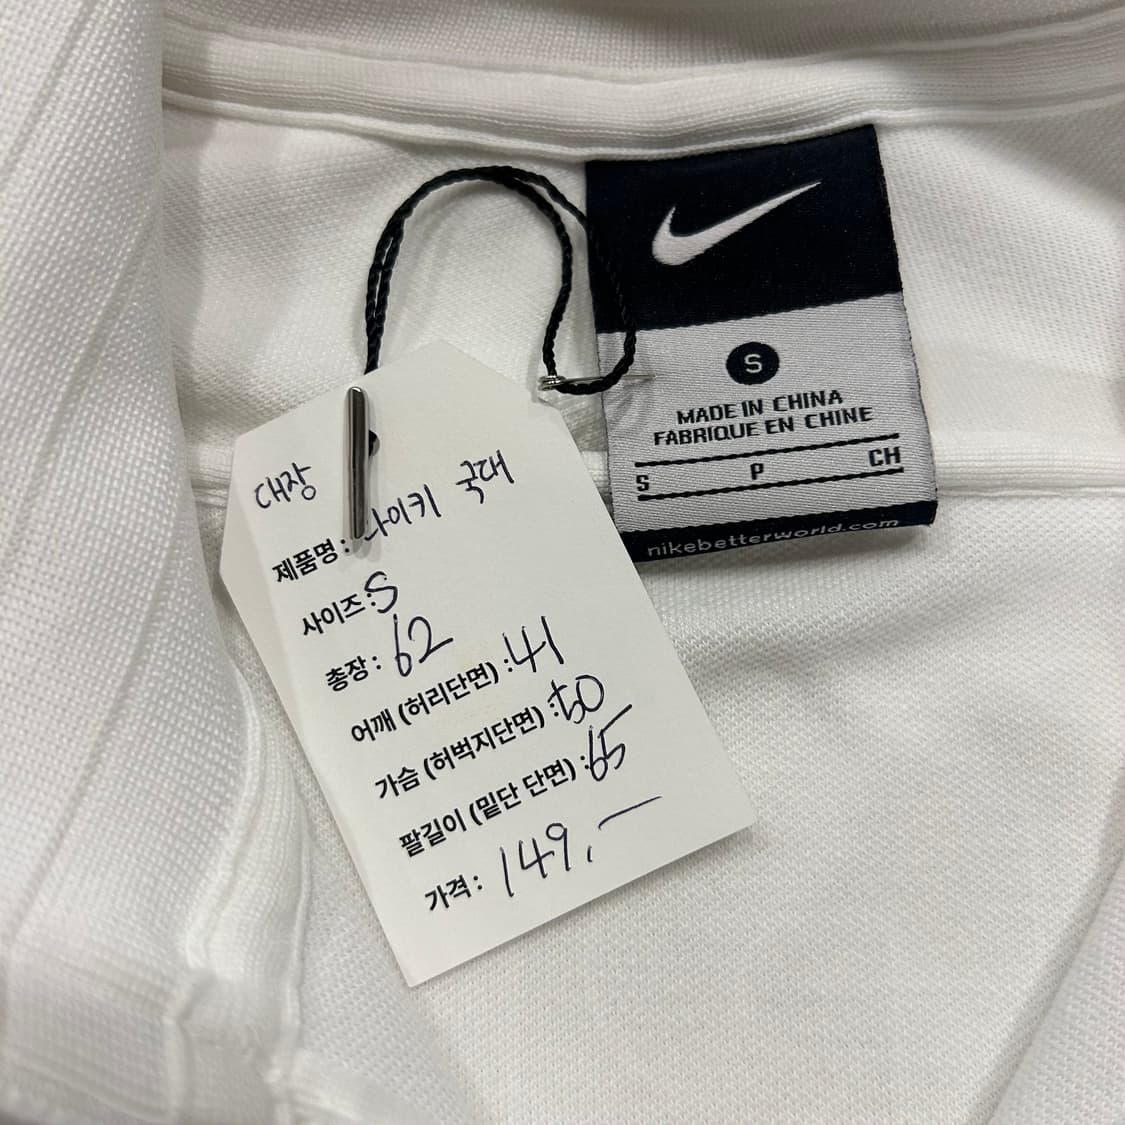 대장
제품명: 나이키 국대
사이즈: S
총장: 62
어깨 (허리단면) : 41
가슴 (허벅지단면) : 50
팔길이 (밑단 단면) : 65
가격: 149,—
S
MADE IN CHINA
FABRIQUE EN CHINE
S P CH
nikebetterworld.com